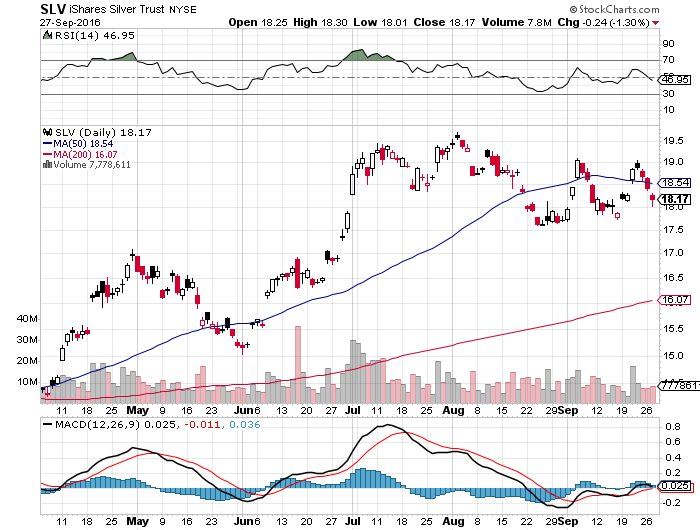 SLV iShares Silver Trust NYSE © StockCharts.com
27-Sep-2016 Open 18.25 High 18.30 Low 18.01 Close 18.17 Volume 7.8M Chg -0.24 (-1.30%)
RSI(14) 46.95
90
70
50
46.95
30
10
SLV (Daily) 18.17
MA(50) 18.54
MA(200) 16.07
Volume 7,778,611
19.5
19.0
18.54
18.17
18.0
17.5
17.0
16.5
16.07
15.5
15.0
40M
30M
20M
10M
7778611
11 18 25 May 9 16 23 Jun 6 13 20 27 Jul 11 18 25 Aug 8 15 22 29 Sep 12 19 26
MACD(12,26,9) 0.025, -0.011, 0.036
0.8
0.6
0.4
0.2
0.025
-0.2
11 18 25 May 9 16 23 Jun 6 13 20 27 Jul 11 18 25 Aug 8 15 22 29 Sep 12 19 26